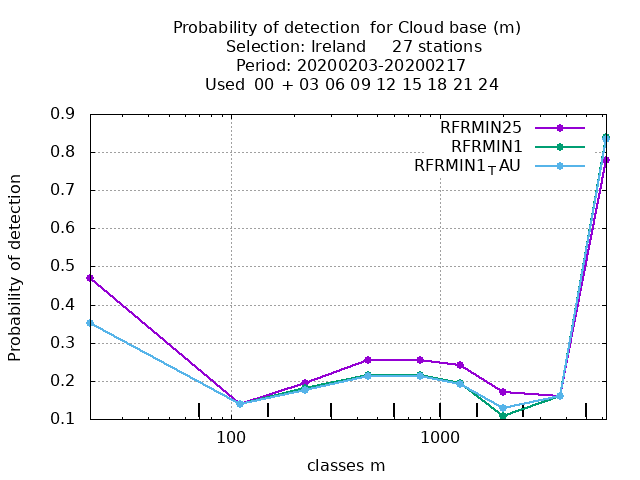 Probability of detection  for Cloud base (m)
Selection: Ireland     27 stations
Period: 20200203-20200217
Used  00 + 03 06 09 12 15 18 21 24
RFRMIN25
RFRMIN1
RFRMIN1TAU
Probability of detection
0.9
0.8
0.7
0.6
0.5
0.4
0.3
0.2
0.1
100
1000
classes m